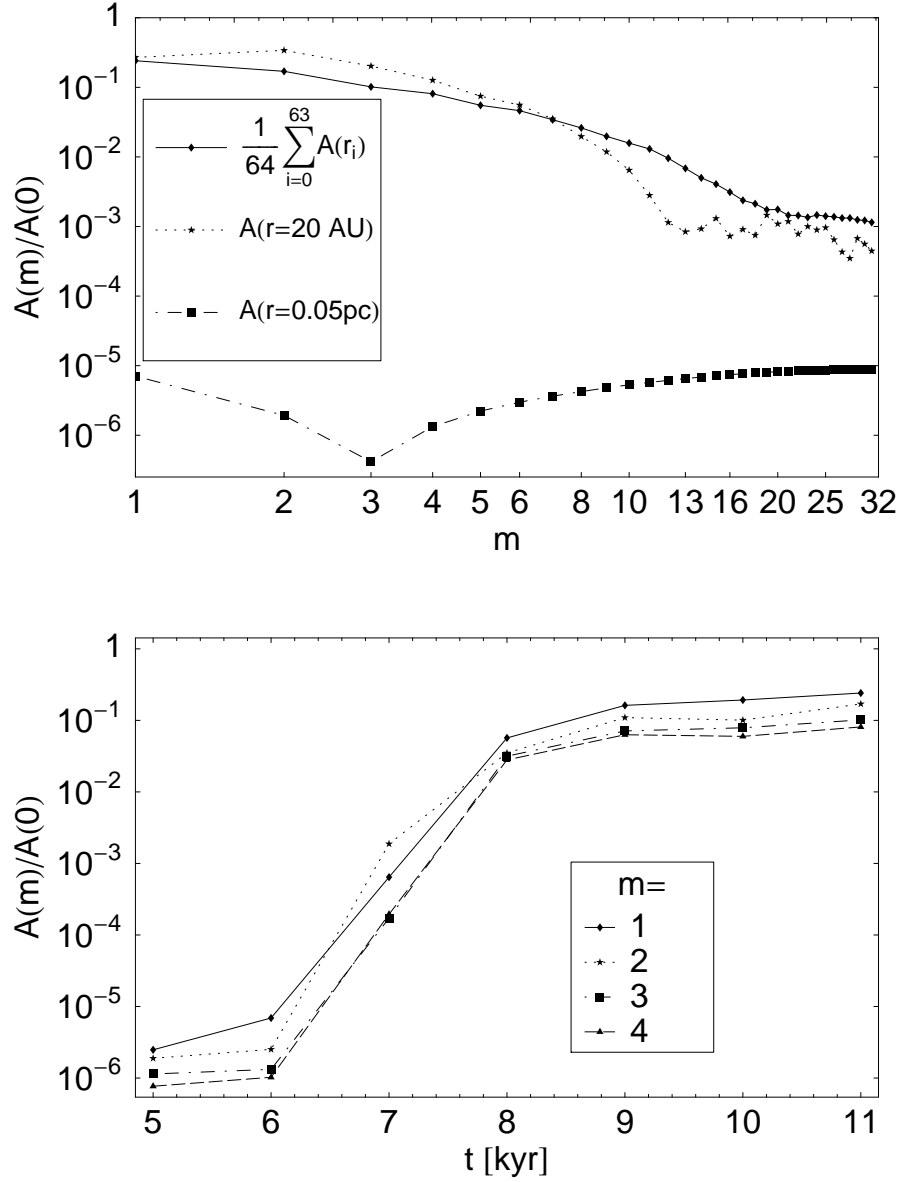 A(m)/A(0)
1
10⁻¹
10⁻²
10⁻³
10⁻⁴
10⁻⁵
10⁻⁶
1/64 ∑ i=0 63 A(rᵢ)
A(r=20 AU)
A(r=0.05pc)
1 2 3 4 5 6 8 10 13 16 20 25 32
m
A(m)/A(0)
1
10⁻¹
10⁻²
10⁻³
10⁻⁴
10⁻⁵
10⁻⁶
m=
1
2
3
4
5 6 7 8 9 10 11
t [kyr]